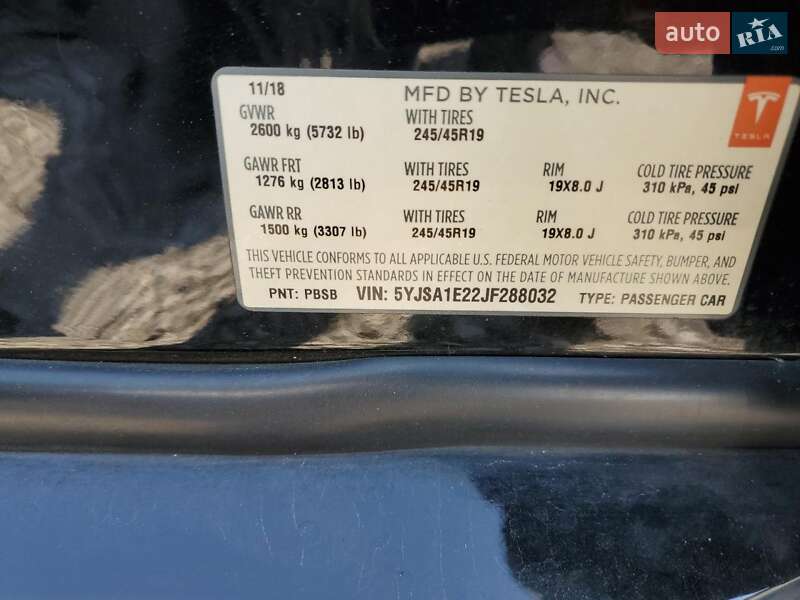 auto RIA.com
11/18 MFD BY TESLA, INC.
GVWR WITH TIRES
2600 kg (5732 lb) 245/45R19
TESLA
GAWR FRT WITH TIRES RIM COLD TIRE PRESSURE
1276 kg (2813 lb) 245/45R19 19X8.0 J 310 kPa, 45 psi
GAWR RR WITH TIRES RIM COLD TIRE PRESSURE
1500 kg (3307 lb) 245/45R19 19X8.0 J 310 kPa, 45 psi
THIS VEHICLE CONFORMS TO ALL APPLICABLE U.S. FEDERAL MOTOR VEHICLE SAFETY, BUMPER, AND
THEFT PREVENTION STANDARDS IN EFFECT ON THE DATE OF MANUFACTURE SHOWN ABOVE.
PNT: PBSB VIN: 5YJSA1E22JF288032 TYPE: PASSENGER CAR